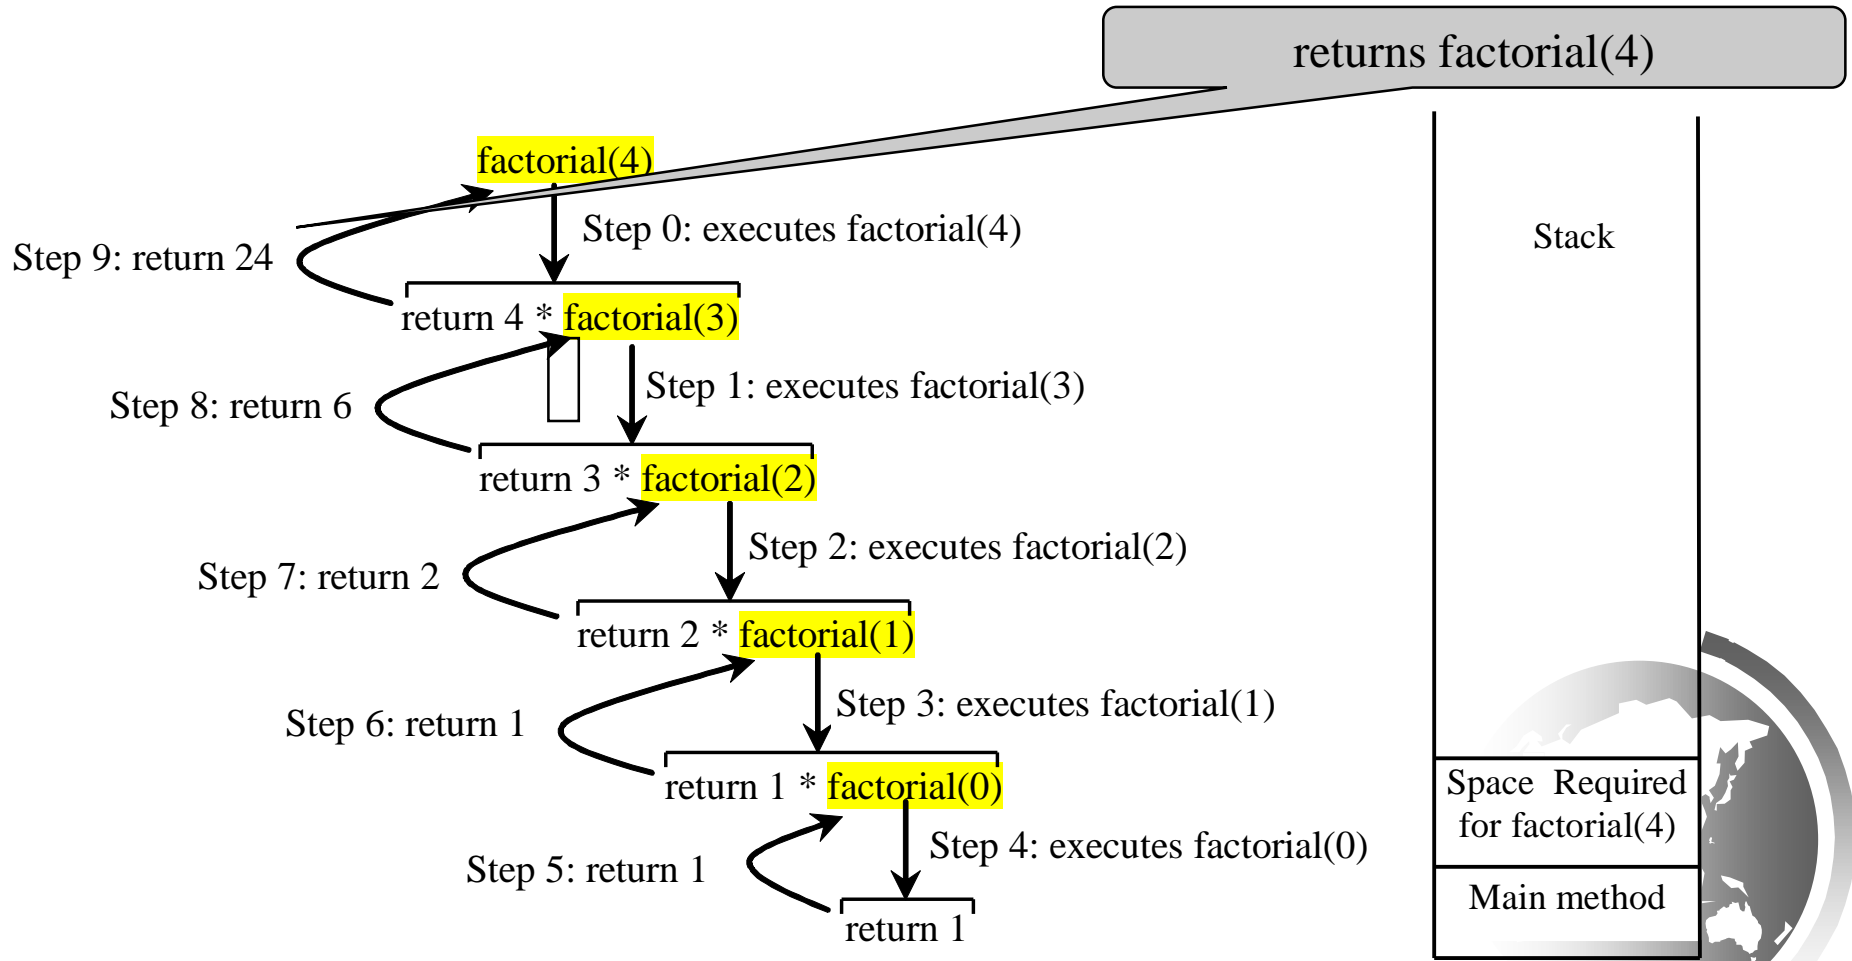 returns factorial(4)
factorial(4)
Step 0: executes factorial(4)
Step 9: return 24
return 4 * factorial(3)
Step 1: executes factorial(3)
Step 8: return 6
return 3 * factorial(2)
Step 2: executes factorial(2)
Step 7: return 2
return 2 * factorial(1)
Step 3: executes factorial(1)
Step 6: return 1
return 1 * factorial(0)
Step 4: executes factorial(0)
Step 5: return 1
return 1
Stack
Space Required
for factorial(4)
Main method